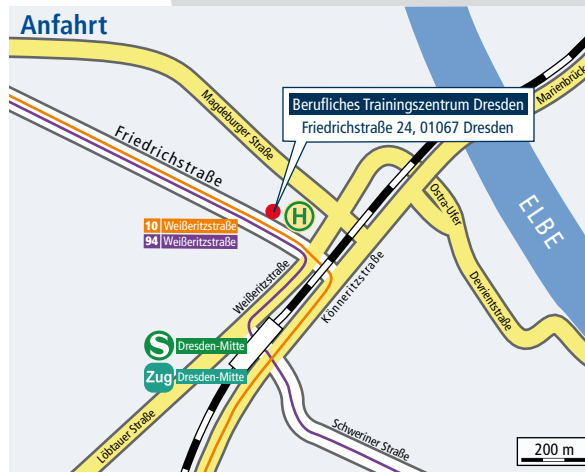 Anfahrt
Marienbrück
Magdeburger Straße
Berufliches Trainingszentrum Dresden
Friedrichstraße 24, 01067 Dresden
Friedrichstraße
H
Ostra-Ufer
ELBE
10 Weißeritzstraße
94 Weißeritzstraße
Weißeritzstraße
Könneritzstraße
Devrientstraße
S Dresden-Mitte
Zug Dresden-Mitte
Löbtauer Straße
Schweriner Straße
200 m